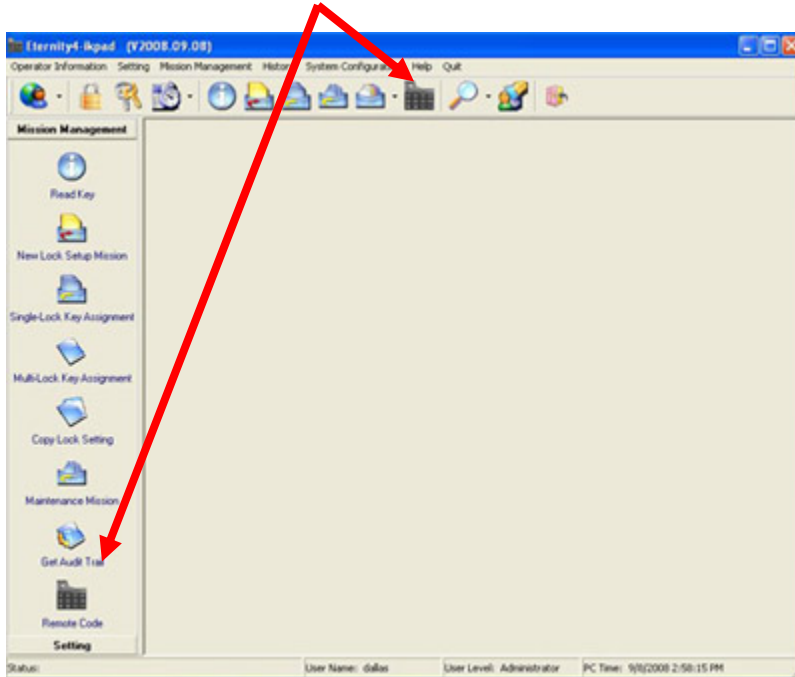 Eternity4-ikpad (V2008.09.08)
Operator Information Setting Mission Management History System Configuration Help Quit
Mission Management
Read Key
New Lock Setup Mission
Single-Lock Key Assignment
Multi-Lock Key Assignment
Copy Lock Setting
Maintenance Mission
Get Audit Trail
Remote Code
Setting
Status: User Name: dallas User Level: Administrator PC Time: 9/8/2008 2:58:15 PM